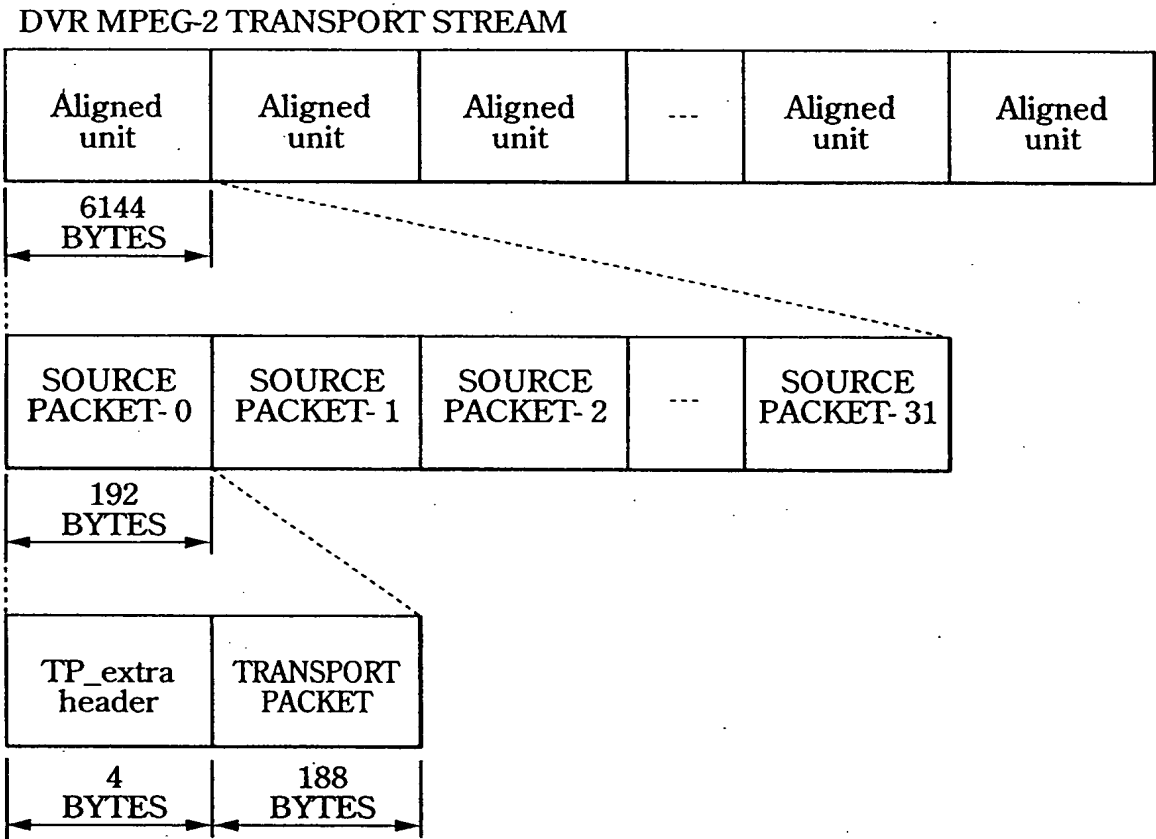 DVR MPEG-2 TRANSPORT STREAM
Aligned unit
Aligned unit
Aligned unit
---
Aligned unit
Aligned unit
6144 BYTES
SOURCE PACKET- 0
SOURCE PACKET- 1
SOURCE PACKET- 2
---
SOURCE PACKET- 31
192 BYTES
TP_extra header
TRANSPORT PACKET
4 BYTES
188 BYTES